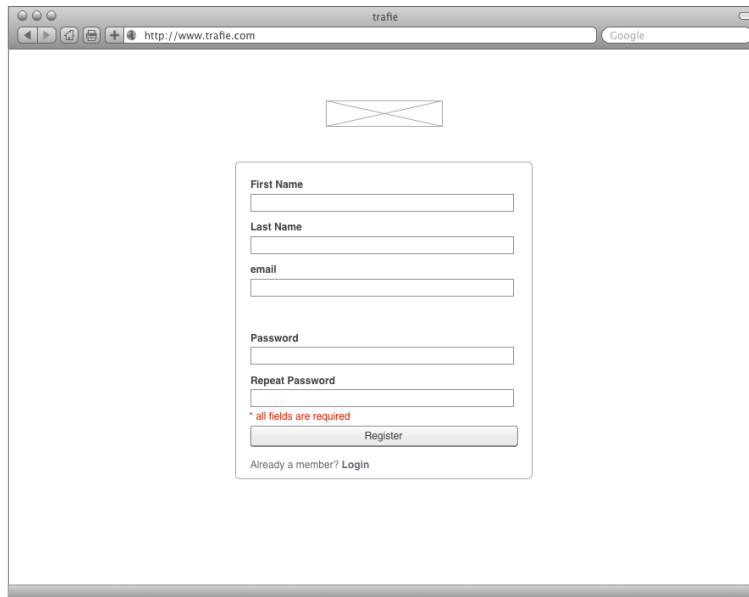 trafie
http://www.trafie.com
Google
First Name
Last Name
email
Password
Repeat Password
* all fields are required
Register
Already a member? Login